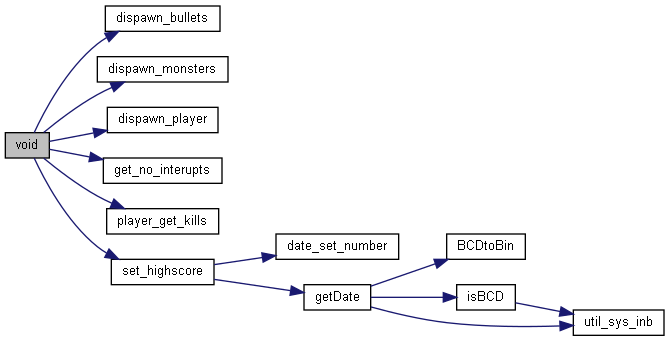 dispawn_bullets
dispawn_monsters
dispawn_player
void
get_no_interupts
player_get_kills
set_highscore
date_set_number
getDate
BCDtoBin
isBCD
util_sys_inb